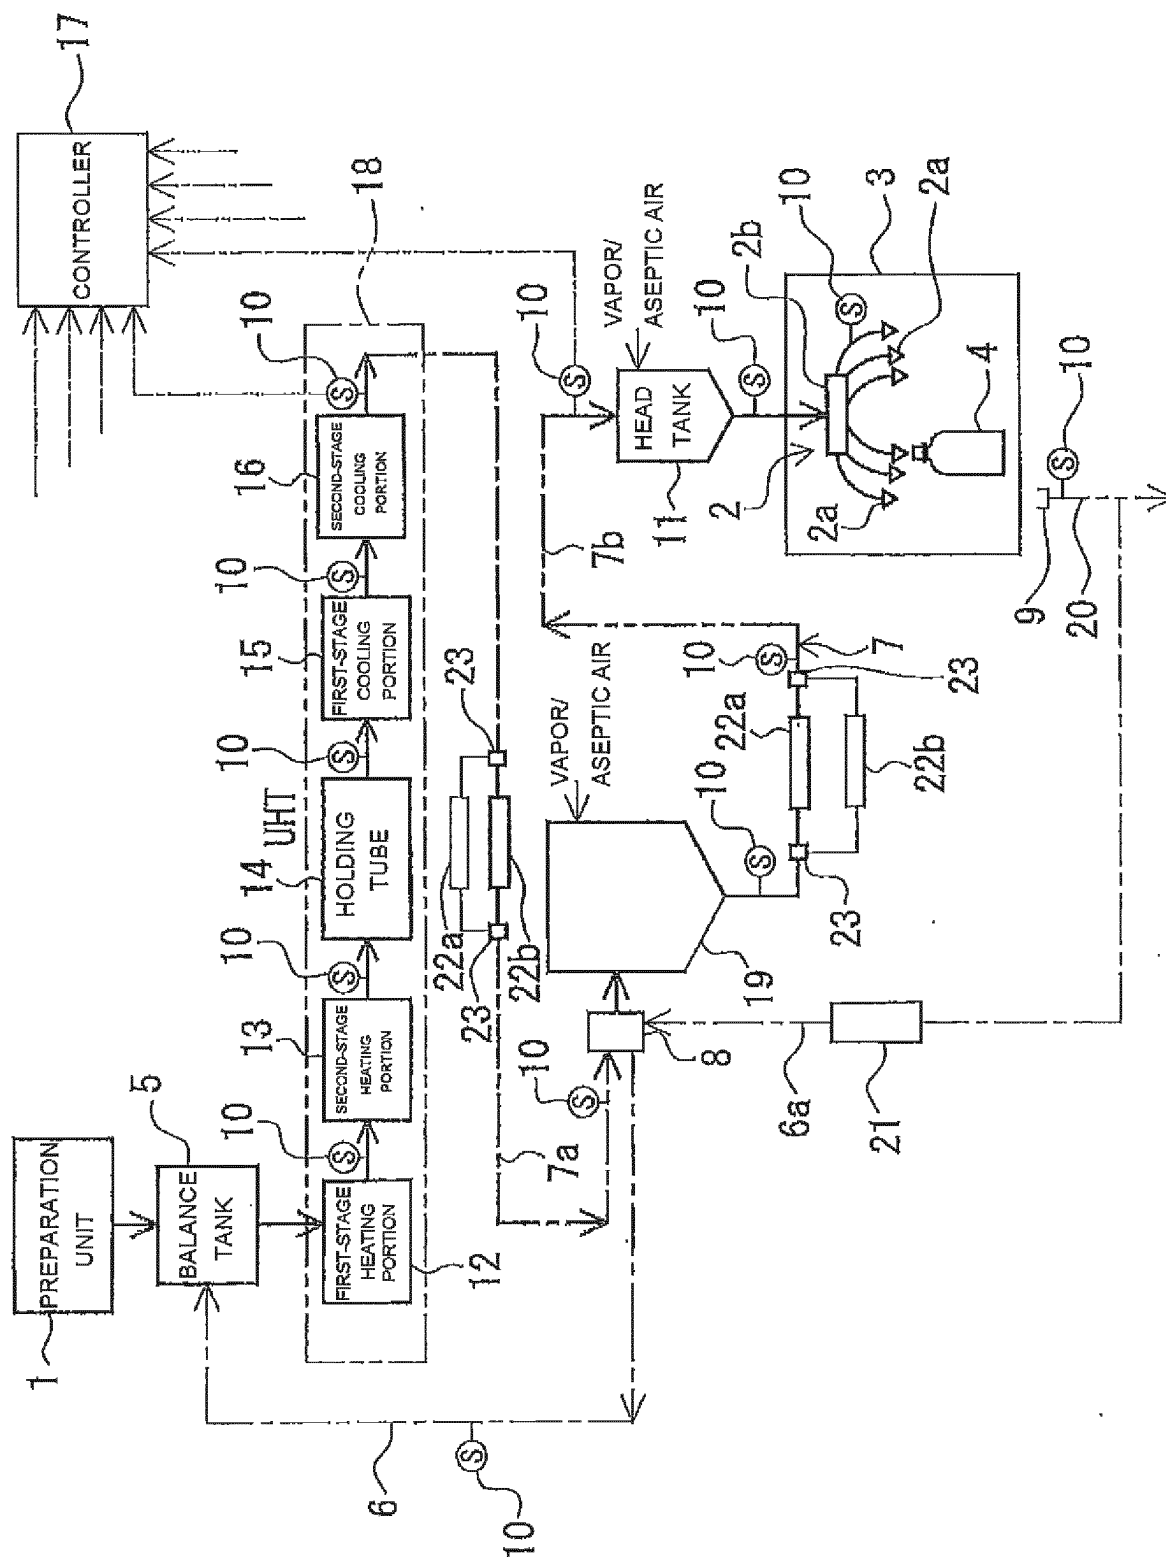 17
CONTROLLER
1
PREPARATION
UNIT
5
BALANCE
TANK
10
13
10
14
UHT
10
15
10
16
10
18
FIRST-STAGE
HEATING
PORTION
12
SECOND-STAGE
HEATING
PORTION
HOLDING
TUBE
FIRST-STAGE
COOLING
PORTION
SECOND-STAGE
COOLING
PORTION
S
S
S
S
S
S
6
S
10
22a
23
23
22b
7a
10
S
8
19
VAPOR/
ASEPTIC AIR
10
S
7b
10
S
HEAD
TANK
11
VAPOR/
ASEPTIC AIR
10
S
2b
10
S
3
2
2a
2a
4
10
S
22a
23
23
22b
10
S
7
6a
21
9
20